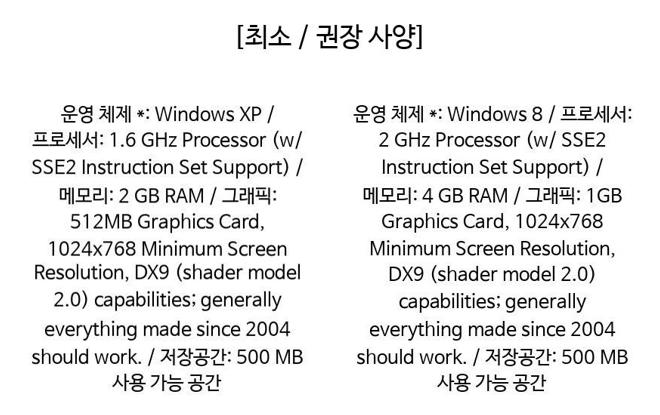 [최소 / 권장 사양]
운영 체제 *: Windows XP /
프로세서: 1.6 GHz Processor (w/
SSE2 Instruction Set Support) /
메모리: 2 GB RAM / 그래픽:
512MB Graphics Card,
1024x768 Minimum Screen
Resolution, DX9 (shader model
2.0) capabilities; generally
everything made since 2004
should work. / 저장공간: 500 MB
사용 가능 공간
운영 체제 *: Windows 8 / 프로세서:
2 GHz Processor (w/ SSE2
Instruction Set Support) /
메모리: 4 GB RAM / 그래픽: 1GB
Graphics Card, 1024x768
Minimum Screen Resolution,
DX9 (shader model 2.0)
capabilities; generally
everything made since 2004
should work. / 저장공간: 500 MB
사용 가능 공간